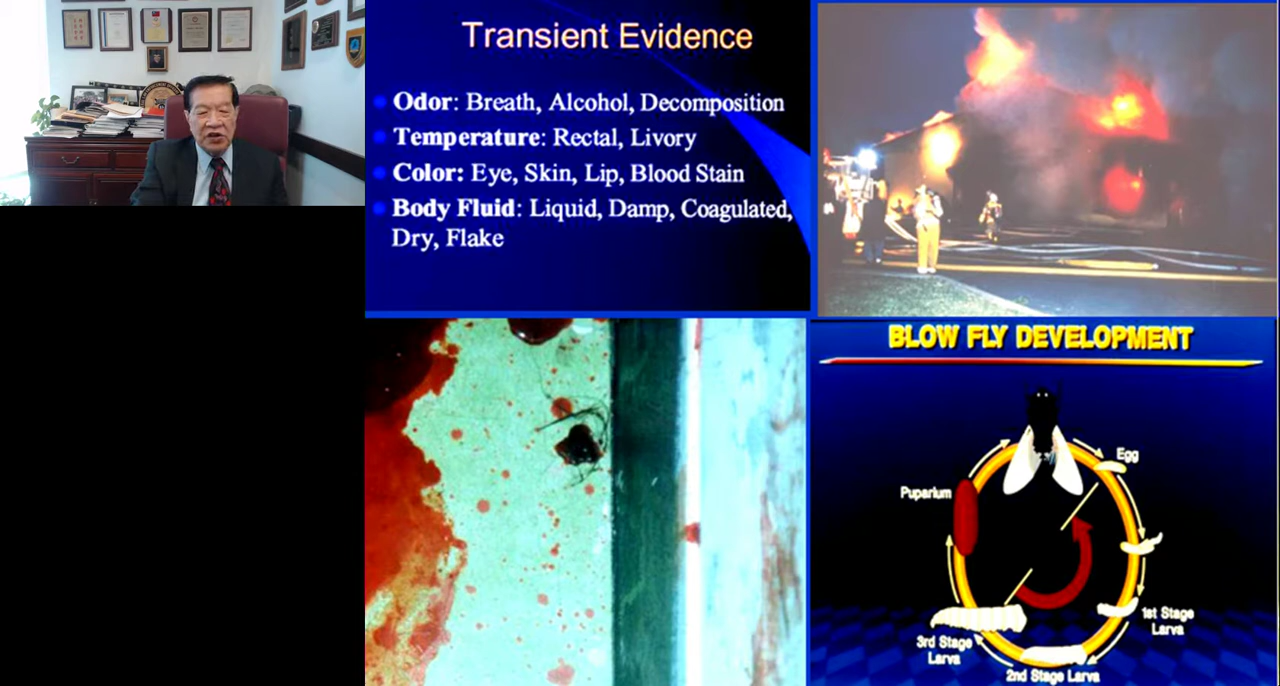 Transient Evidence
Odor: Breath, Alcohol, Decomposition
Temperature: Rectal, Livory
Color: Eye, Skin, Lip, Blood Stain
Body Fluid: Liquid, Damp, Coagulated,
Dry, Flake
BLOW FLY DEVELOPMENT
Egg
Puparium
1st Stage
Larva
3rd Stage
Larva
2nd Stage Larva